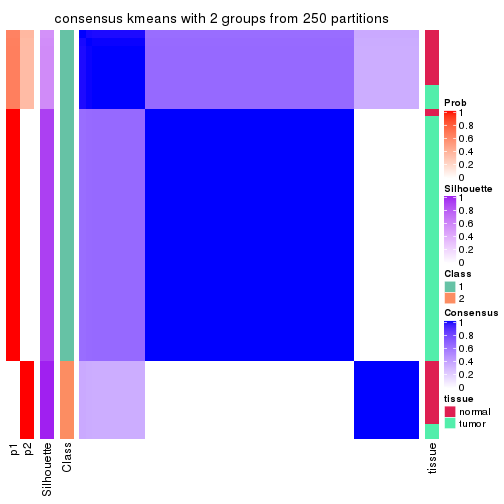 consensus kmeans with 2 groups from 250 partitions
Prob
1
0.8
0.6
0.4
0.2
0
Silhouette
1
0.8
0.6
0.4
0.2
0
Class
1
2
Consensus
1
0.8
0.6
0.4
0.2
0
tissue
normal
tumor
p1
p2
Silhouette
Class
tissue